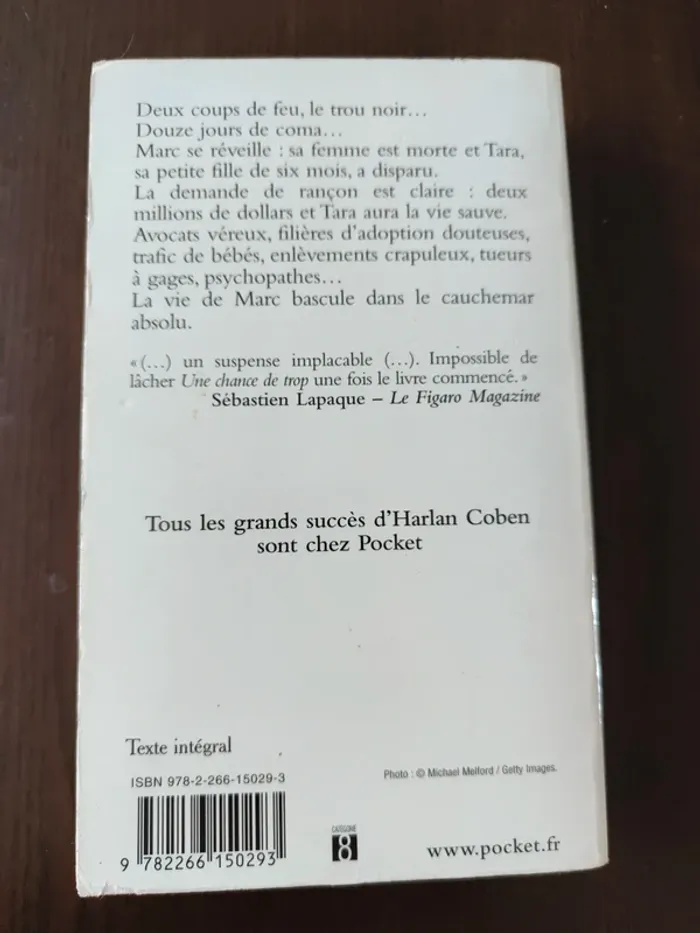 Deux coups de feu, le trou noir...
Douze jours de coma...
Marc se réveille : sa femme est morte et Tara,
sa petite fille de six mois, a disparu.
La demande de rançon est claire : deux
millions de dollars et Tara aura la vie sauve.
Avocats véreux, filières d'adoption douteuses,
trafic de bébés, enlèvements crapuleux, tueurs
à gages, psychopathes...
La vie de Marc bascule dans le cauchemar
absolu.
« (...) un suspense implacable (...). Impossible de
lâcher Une chance de trop une fois le livre commencé. »
Sébastien Lapaque – Le Figaro Magazine
Tous les grands succès d'Harlan Coben
sont chez Pocket
Texte intégral
ISBN 978-2-266-15029-3
Photo : © Michael Melford / Getty Images.
9 782266 150293
CATÉGORIE
8
www.pocket.fr